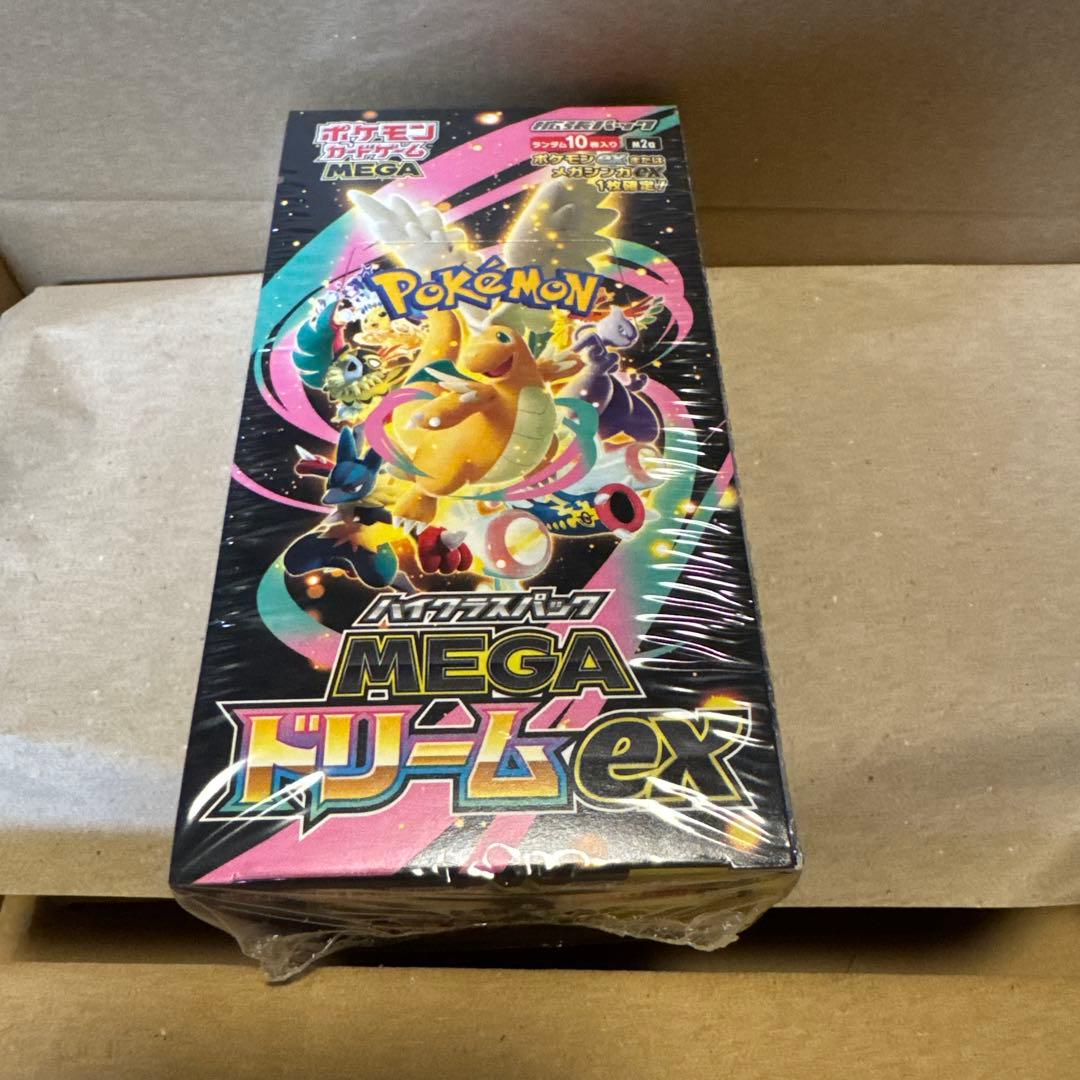 ポケモン
カードゲーム
MEGA
拡張パック
ランダム10枚入り M2a
ポケモンexまたは
メガシンカex
1枚確定!!
POKéMON
ハイクラスパック
MEGA
ドリームex